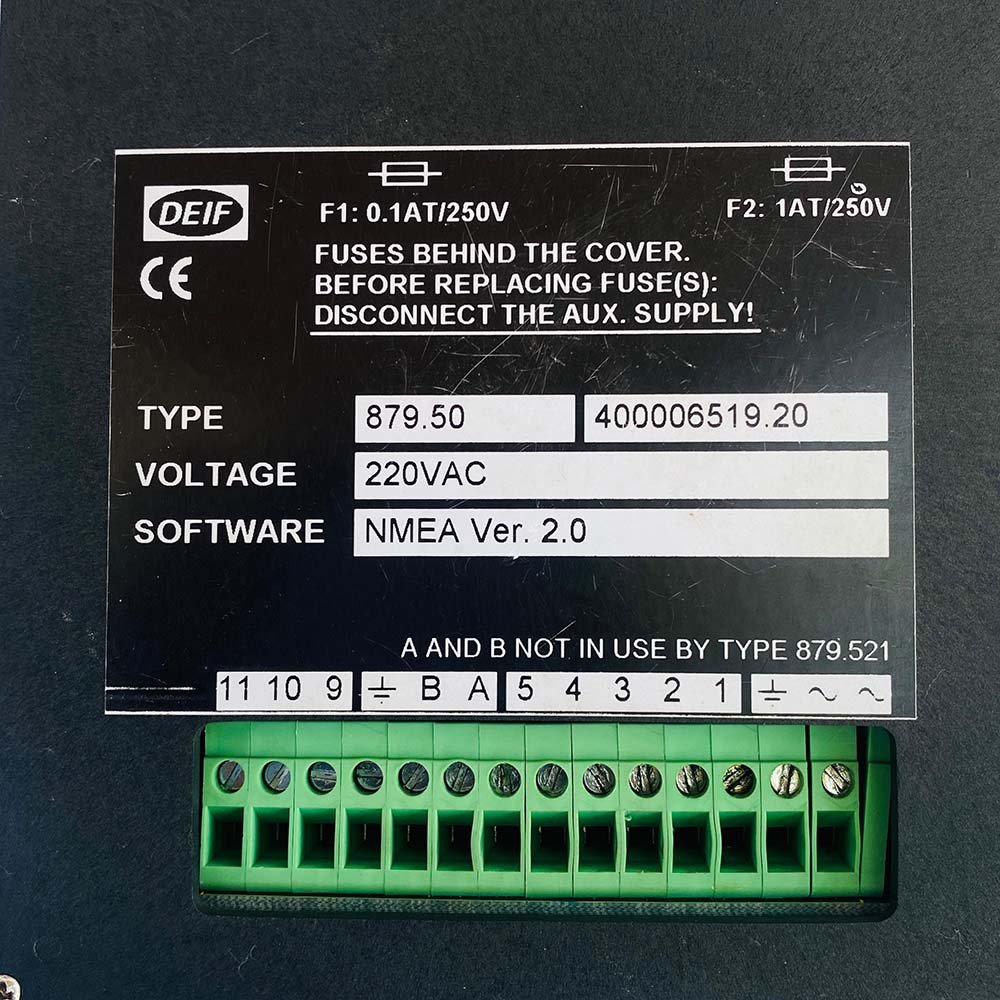 DEIF
F1: 0.1AT/250V
F2: 1AT/250V
CE
FUSES BEHIND THE COVER.
BEFORE REPLACING FUSE(S):
DISCONNECT THE AUX. SUPPLY!
TYPE 879.50 400006519.20
VOLTAGE 220VAC
SOFTWARE NMEA Ver. 2.0
A AND B NOT IN USE BY TYPE 879.521
11 10 9 ⏚ B A 5 4 3 2 1 ⏚ ~ ~